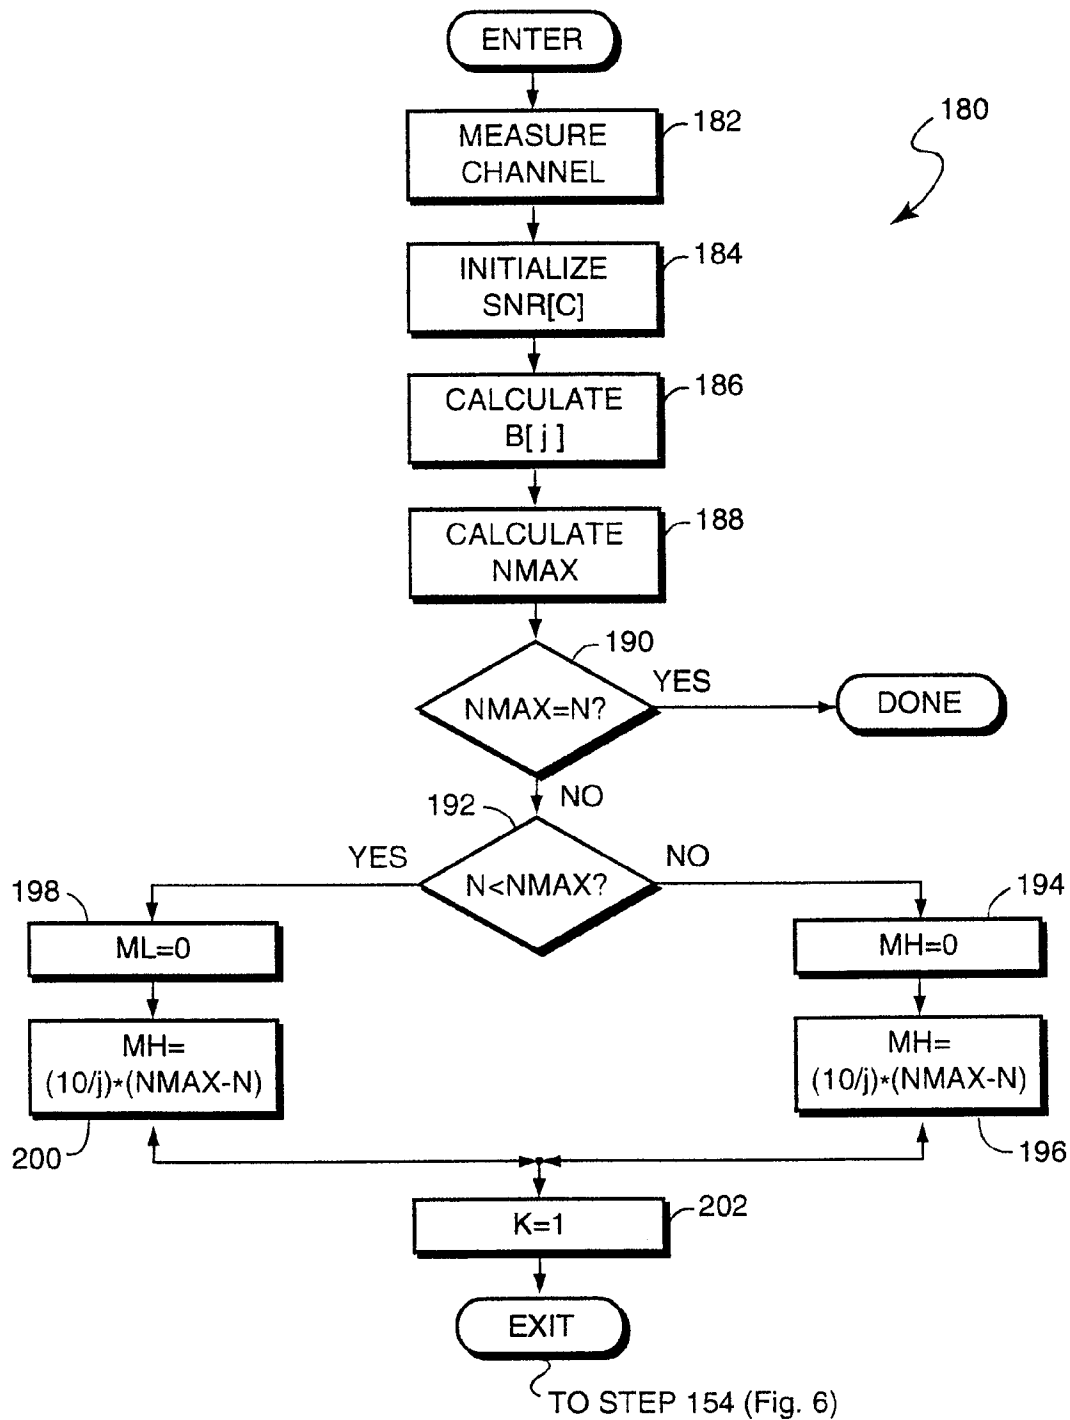 ENTER
MEASURE
CHANNEL
182
180
INITIALIZE
SNR[C]
184
CALCULATE
B[ j ]
186
CALCULATE
NMAX
188
190
NMAX=N?
YES
DONE
NO
192
N<NMAX?
YES
NO
198
ML=0
194
MH=0
MH=
(10/j)*(NMAX-N)
200
MH=
(10/j)*(NMAX-N)
196
K=1
202
EXIT
TO STEP 154 (Fig. 6)